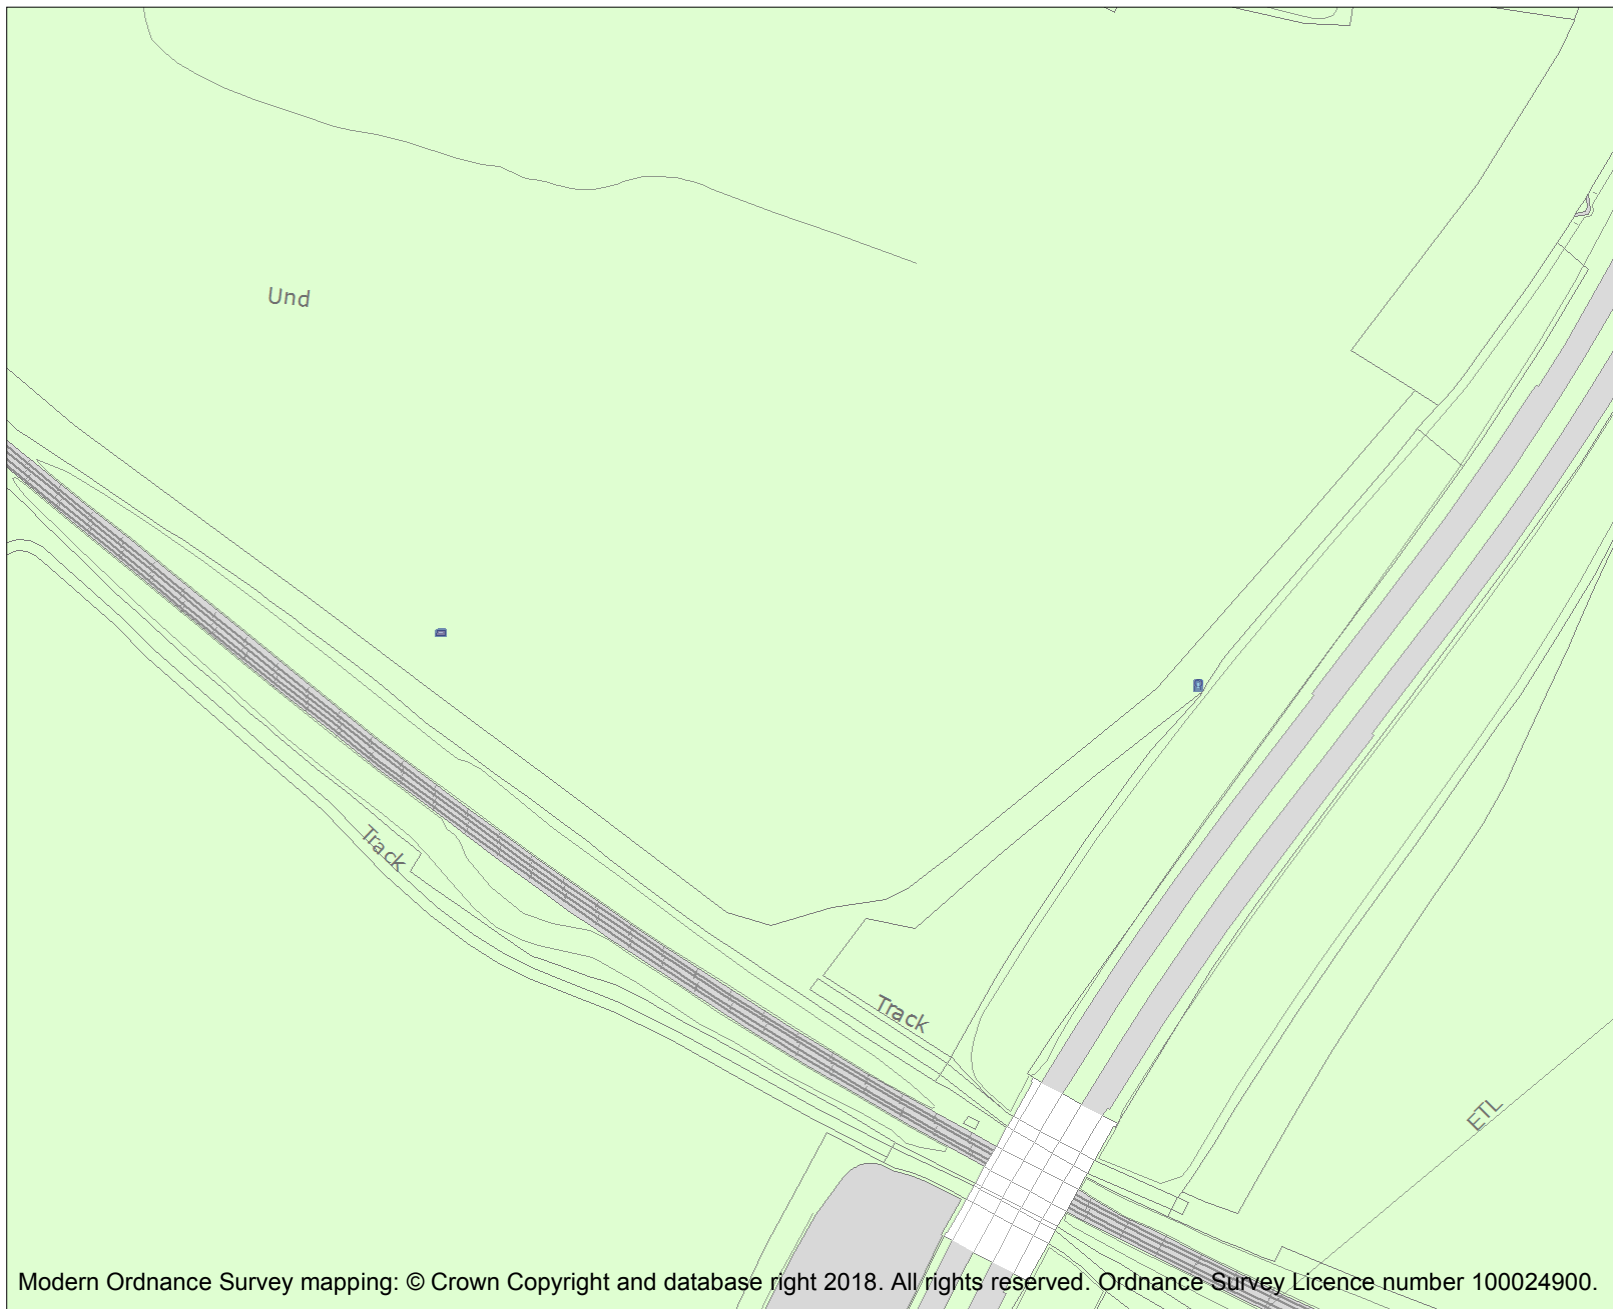 Und
Track
Track
ETL
Modern Ordnance Survey mapping: © Crown Copyright and database right 2018. All rights reserved. Ordnance Survey Licence number 100024900.